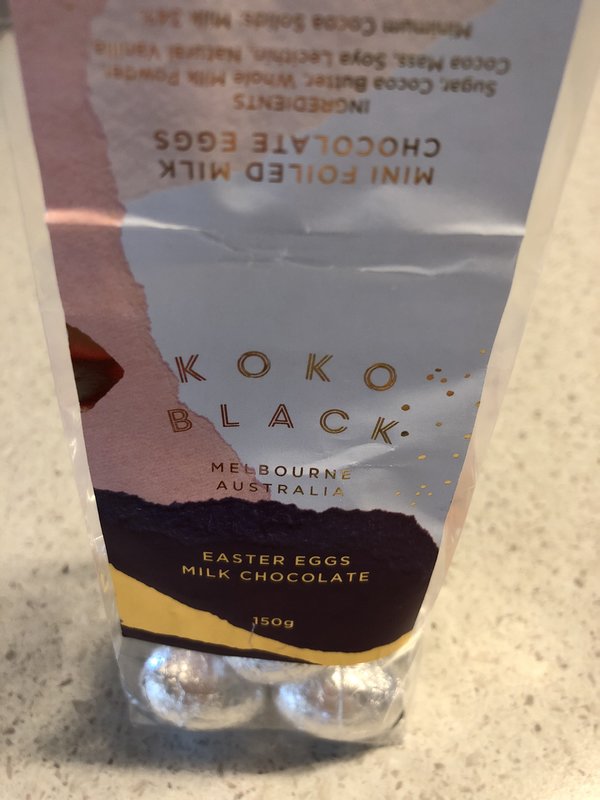 MINI FOILED MILK
CHOCOLATE EGGS
INGREDIENTS
Sugar, Cocoa Butter, Whole Milk Powder,
Cocoa Mass, Soya Lecithin, Natural Vanilla.
Minimum Cocoa Solids: Milk 34%
KOKO
BLACK
MELBOURNE
AUSTRALIA
EASTER EGGS
MILK CHOCOLATE
150g